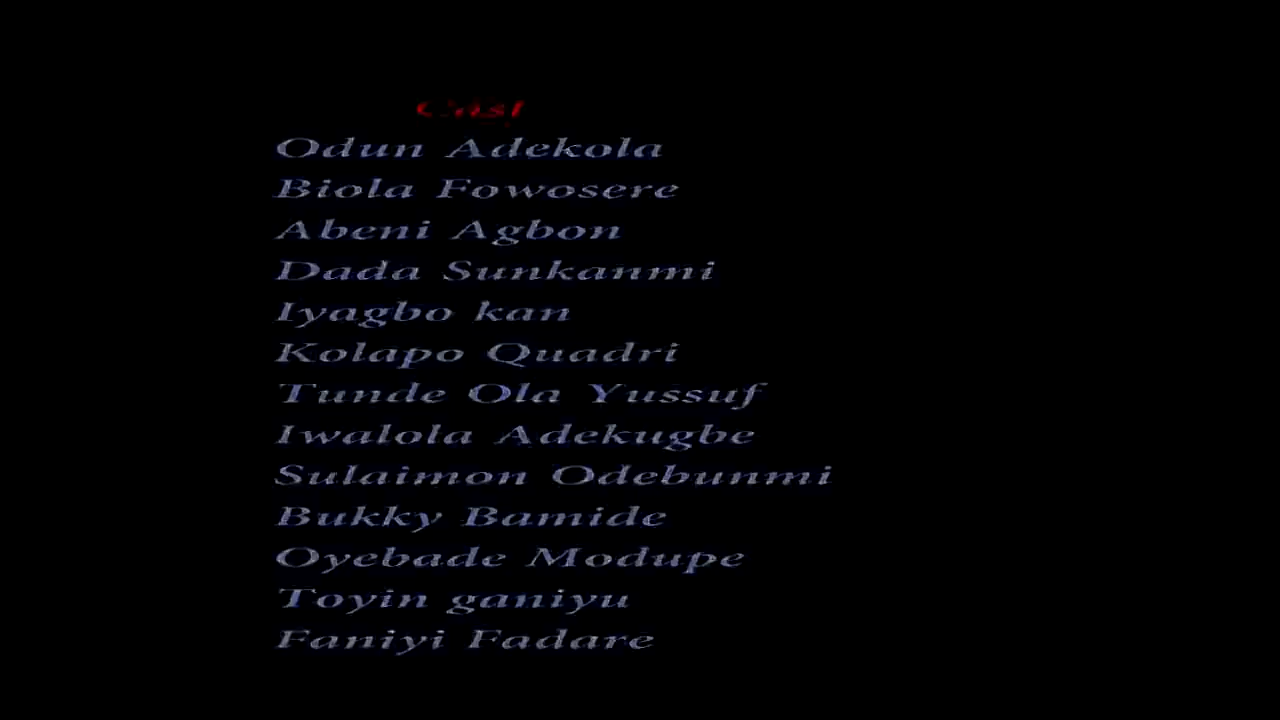 Cast
Odun Adekola
Biola Fowosere
Abeni Agbon
Dada Sunkanmi
Iyagbo kan
Kolapo Quadri
Tunde Ola Yussuf
Iwalola Adekugbe
Sulaimon Odebunmi
Bukky Bamide
Oyebade Modupe
Toyin ganiyu
Faniyi Fadare